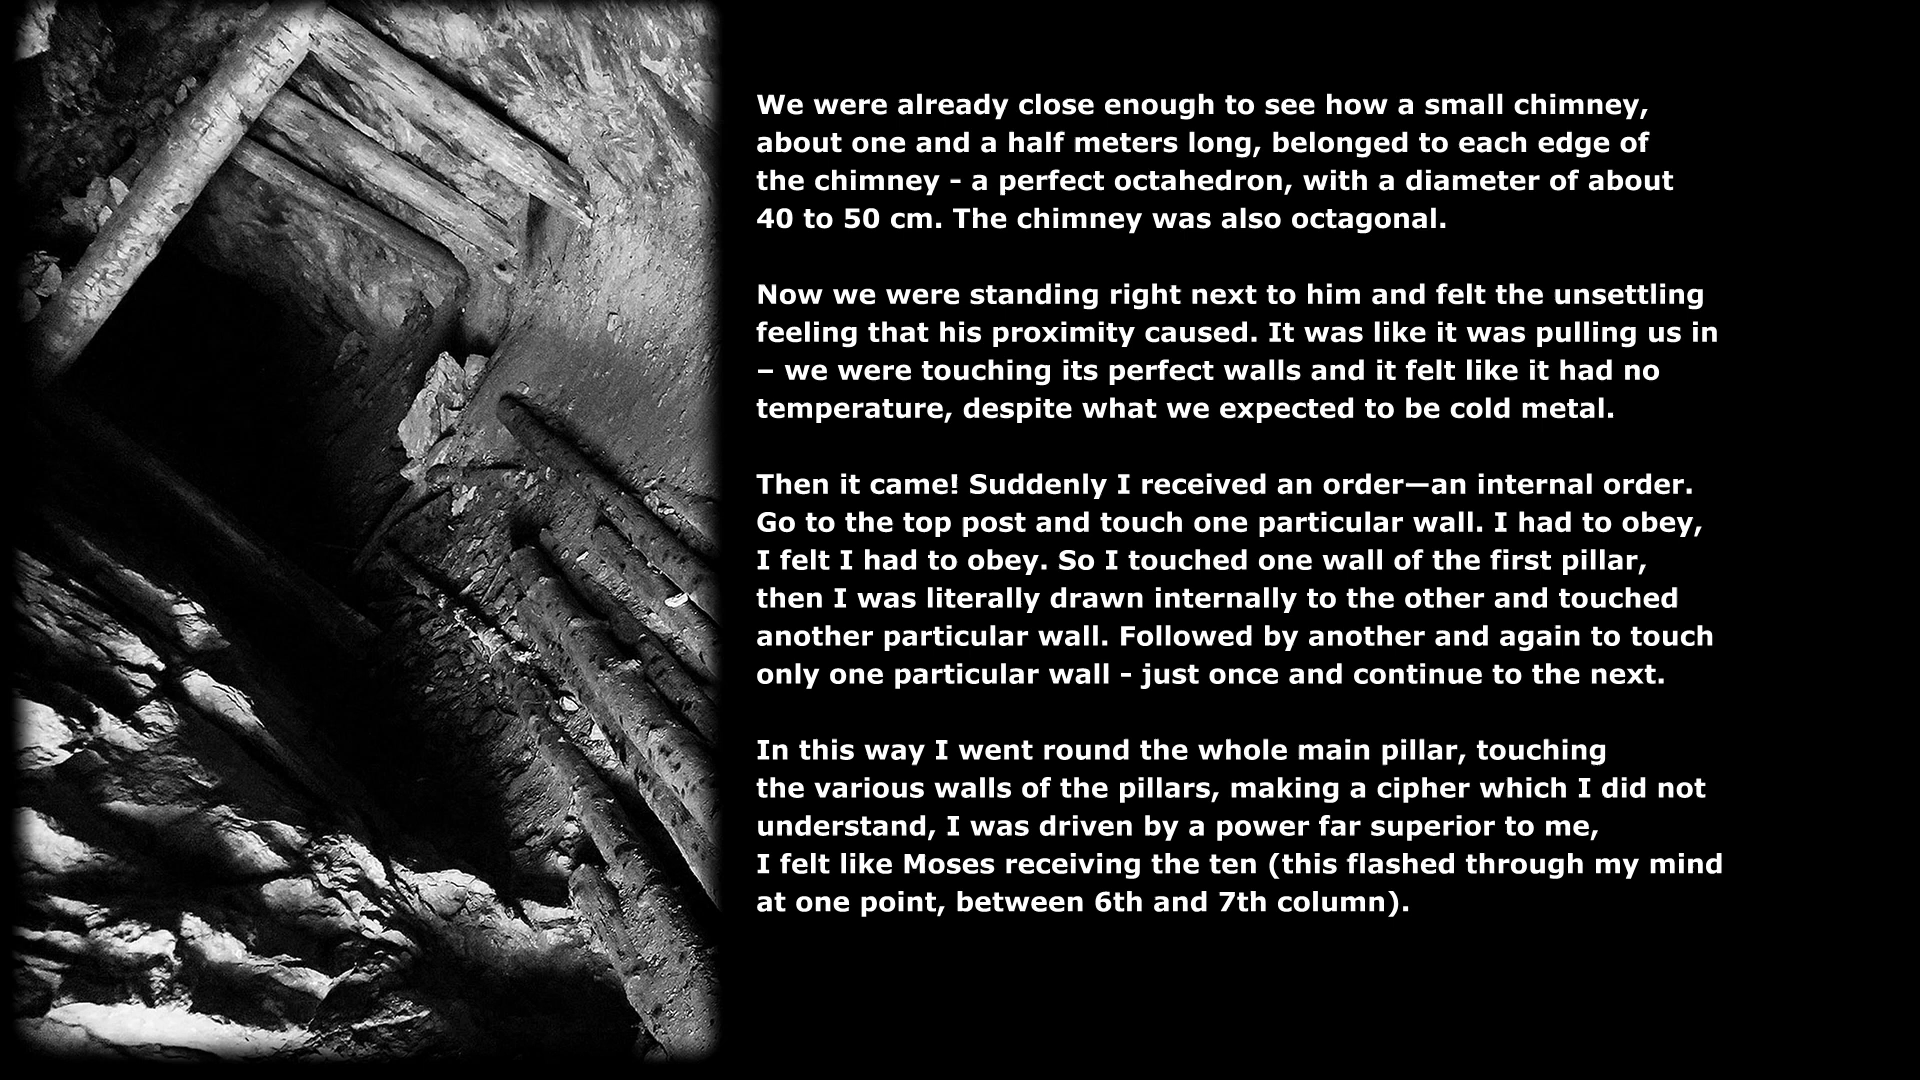 We were already close enough to see how a small chimney,
about one and a half meters long, belonged to each edge of
the chimney - a perfect octahedron, with a diameter of about
40 to 50 cm. The chimney was also octagonal.
Now we were standing right next to him and felt the unsettling
feeling that his proximity caused. It was like it was pulling us in
– we were touching its perfect walls and it felt like it had no
temperature, despite what we expected to be cold metal.
Then it came! Suddenly I received an order—an internal order.
Go to the top post and touch one particular wall. I had to obey,
I felt I had to obey. So I touched one wall of the first pillar,
then I was literally drawn internally to the other and touched
another particular wall. Followed by another and again to touch
only one particular wall - just once and continue to the next.
In this way I went round the whole main pillar, touching
the various walls of the pillars, making a cipher which I did not
understand, I was driven by a power far superior to me,
I felt like Moses receiving the ten (this flashed through my mind
at one point, between 6th and 7th column).